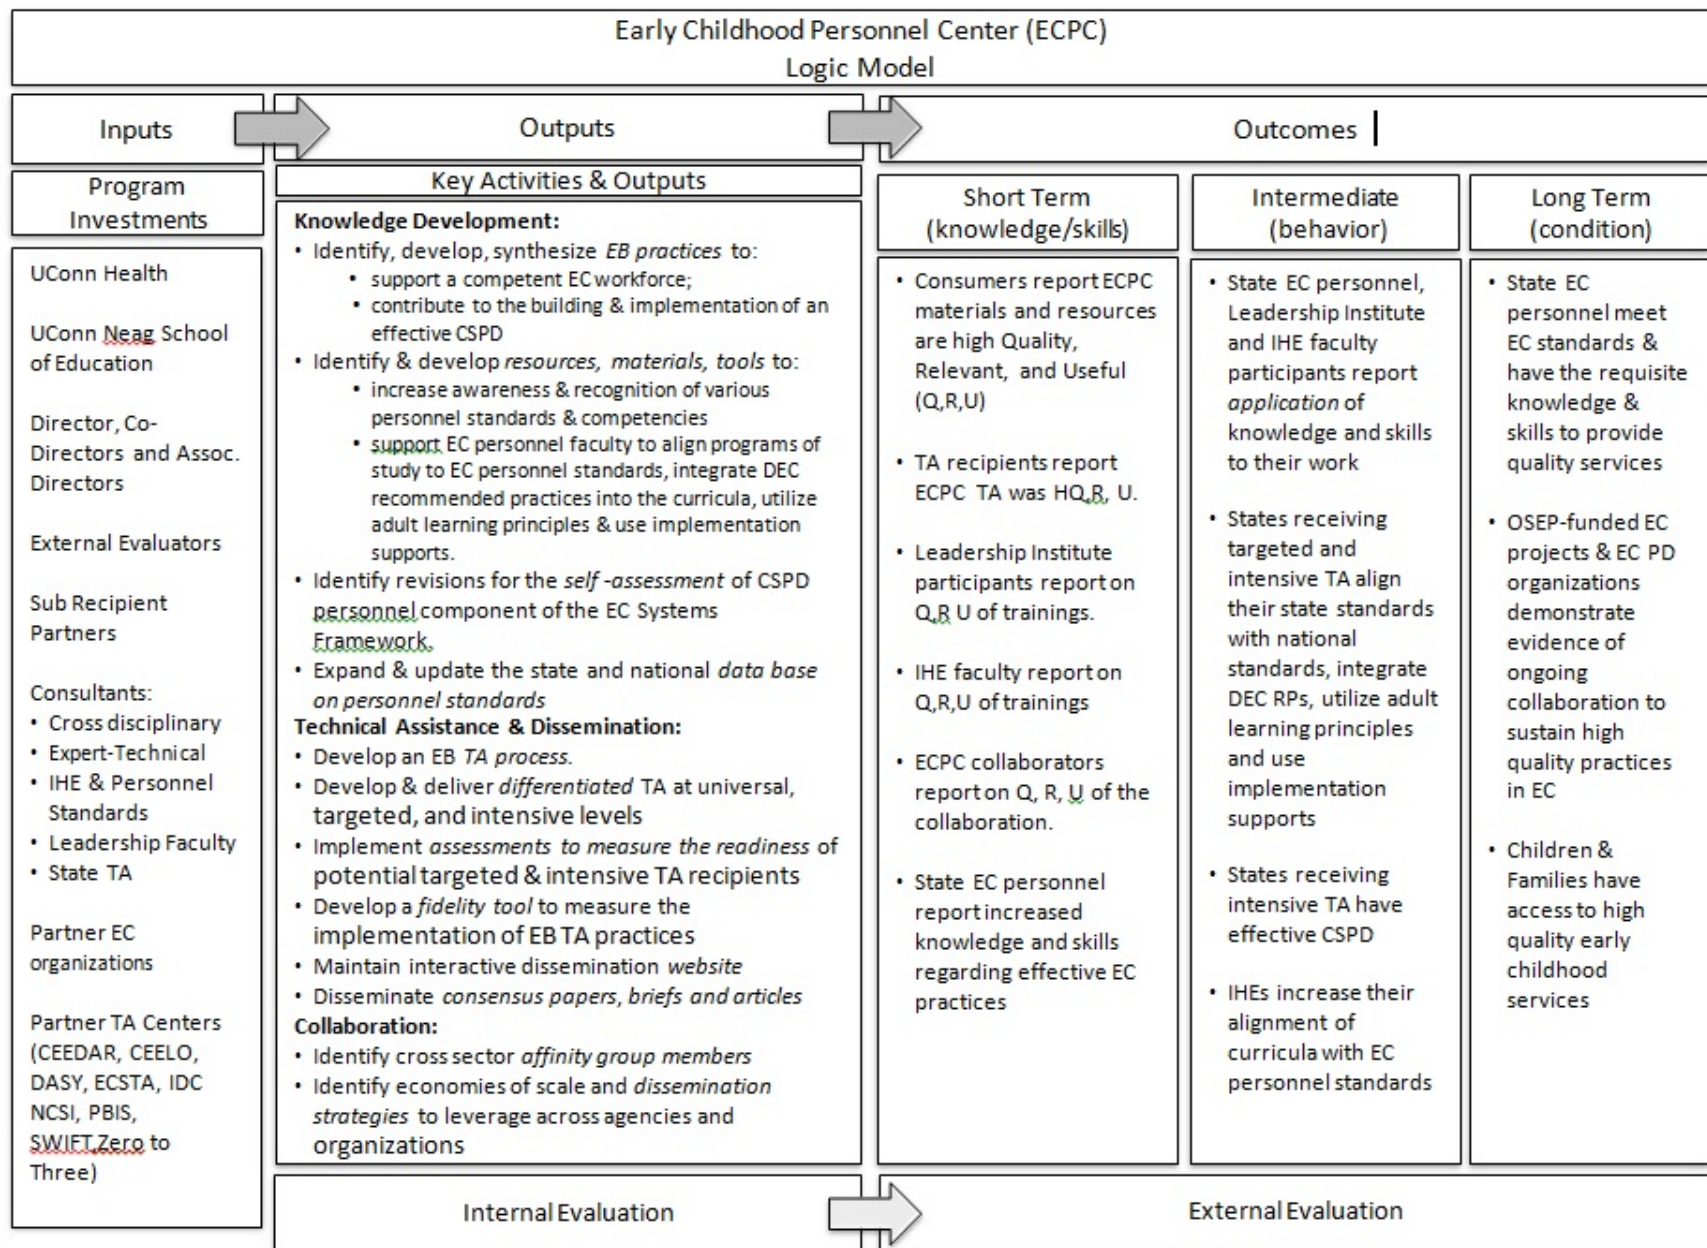 Early Childhood Personnel Center (ECPC)
Logic Model
Inputs
Outputs
Outcomes
Program
Investments
UConn Health
UConn Neag School
of Education
Director, Co-
Directors and Assoc.
Directors
External Evaluators
Sub Recipient
Partners
Consultants:
• Cross disciplinary
• Expert-Technical
• IHE & Personnel
Standards
• Leadership Faculty
• State TA
Partner EC
organizations
Partner TA Centers
(CEEDAR, CEELO,
DASY, ECSTA, IDC
NCSI, PBIS,
SWIFT,Zero to
Three)
Key Activities & Outputs
Knowledge Development:
• Identify, develop, synthesize EB practices to:
• support a competent EC workforce;
• contribute to the building & implementation of an
effective CSPD
• Identify & develop resources, materials, tools to:
• increase awareness & recognition of various
personnel standards & competencies
• support EC personnel faculty to align programs of
study to EC personnel standards, integrate DEC
recommended practices into the curricula, utilize
adult learning principles & use implementation
supports.
• Identify revisions for the self -assessment of CSPD
personnel component of the EC Systems
Framework.
• Expand & update the state and national data base
on personnel standards
Technical Assistance & Dissemination:
• Develop an EB TA process.
• Develop & deliver differentiated TA at universal,
targeted, and intensive levels
• Implement assessments to measure the readiness of
potential targeted & intensive TA recipients
• Develop a fidelity tool to measure the
implementation of EB TA practices
• Maintain interactive dissemination website
• Disseminate consensus papers, briefs and articles
Collaboration:
• Identify cross sector affinity group members
• Identify economies of scale and dissemination
strategies to leverage across agencies and
organizations
Short Term
(knowledge/skills)
• Consumers report ECPC
materials and resources
are high Quality,
Relevant, and Useful
(Q,R,U)
• TA recipients report
ECPC TA was HQ,R, U.
• Leadership Institute
participants report on
Q,R U of trainings.
• IHE faculty report on
Q,R,U of trainings
• ECPC collaborators
report on Q, R, U of the
collaboration.
• State EC personnel
report increased
knowledge and skills
regarding effective EC
practices
Intermediate
(behavior)
• State EC personnel,
Leadership Institute
and IHE faculty
participants report
application of
knowledge and skills
to their work
• States receiving
targeted and
intensive TA align
their state standards
with national
standards, integrate
DEC RPs, utilize adult
learning principles
and use
implementation
supports
• States receiving
intensive TA have
effective CSPD
• IHEs increase their
alignment of
curricula with EC
personnel standards
Long Term
(condition)
• State EC
personnel meet
EC standards &
have the requisite
knowledge &
skills to provide
quality services
• OSEP-funded EC
projects & EC PD
organizations
demonstrate
evidence of
ongoing
collaboration to
sustain high
quality practices
in EC
• Children &
Families have
access to high
quality early
childhood
services
Internal Evaluation
External Evaluation